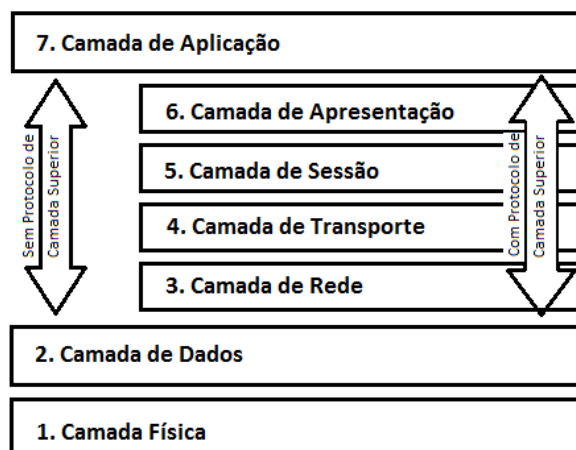 7. Camada de Aplicação
6. Camada de Apresentação
5. Camada de Sessão
4. Camada de Transporte
3. Camada de Rede
Sem Protocolo de
Camada Superior
Com Protocolo de
Camada Superior
2. Camada de Dados
1. Camada Física